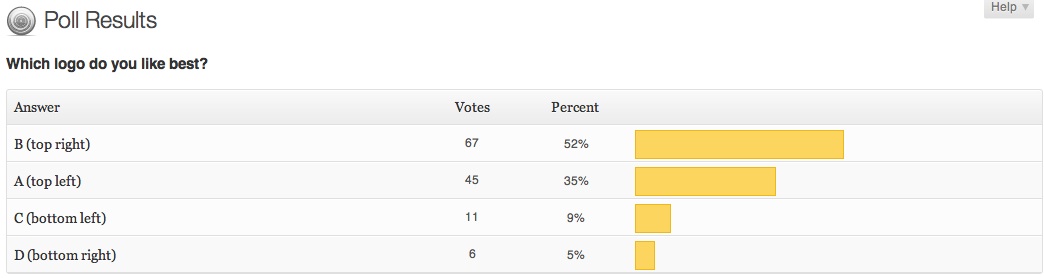 Help
Poll Results
Which logo do you like best?
Answer Votes Percent
B (top right) 67 52%
A (top left) 45 35%
C (bottom left) 11 9%
D (bottom right) 6 5%